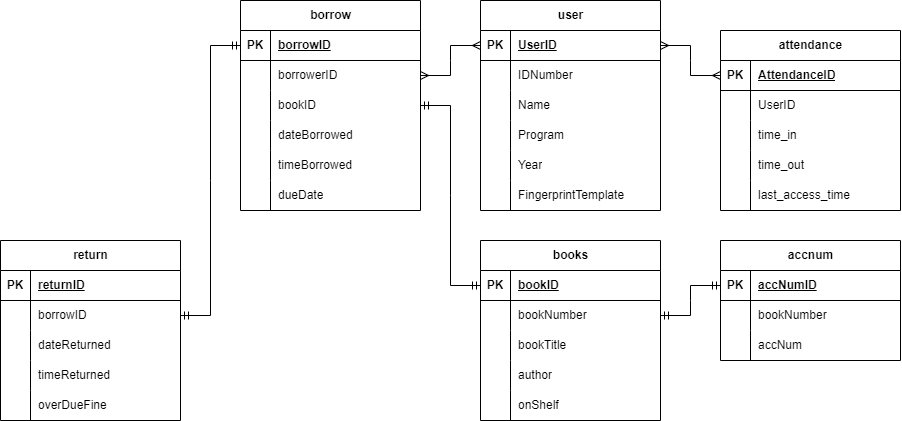 borrow
PK borrowID
borrowerID
bookID
dateBorrowed
timeBorrowed
dueDate
user
PK UserID
IDNumber
Name
Program
Year
FingerprintTemplate
attendance
PK AttendanceID
UserID
time_in
time_out
last_access_time
return
PK returnID
borrowID
dateReturned
timeReturned
overDueFine
books
PK bookID
bookNumber
bookTitle
author
onShelf
accnum
PK accNumID
bookNumber
accNum